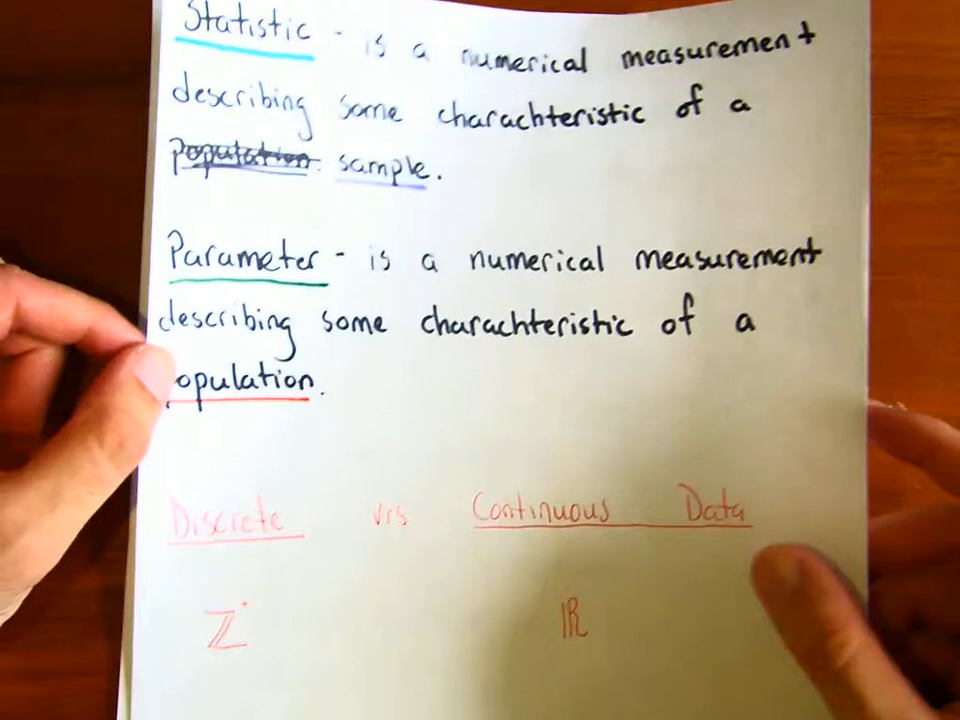 Statistic - is a numerical measurement
describing some charachteristic of a
population. sample.
Parameter - is a numerical measurement
describing some charachteristic of a
population.
Discrete vrs Continuous Data
ℤ ℝ